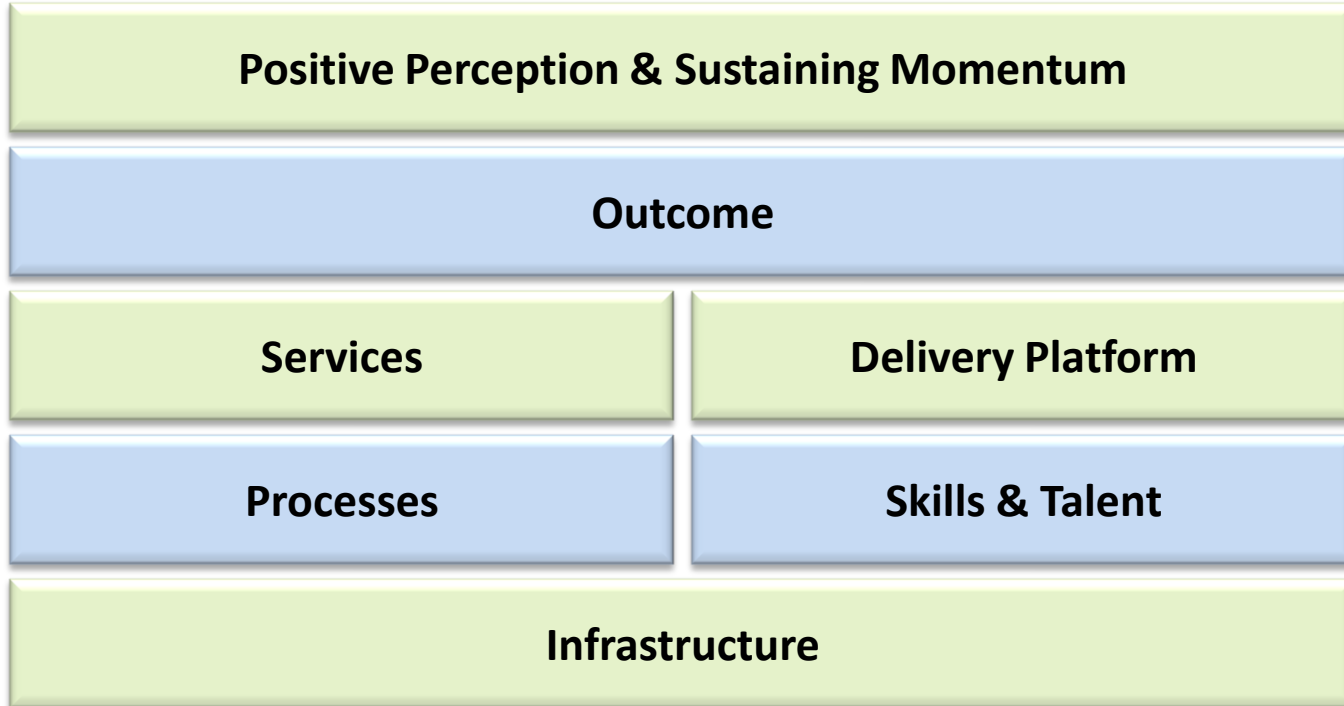 Positive Perception & Sustaining Momentum
Outcome
Services
Delivery Platform
Processes
Skills & Talent
Infrastructure